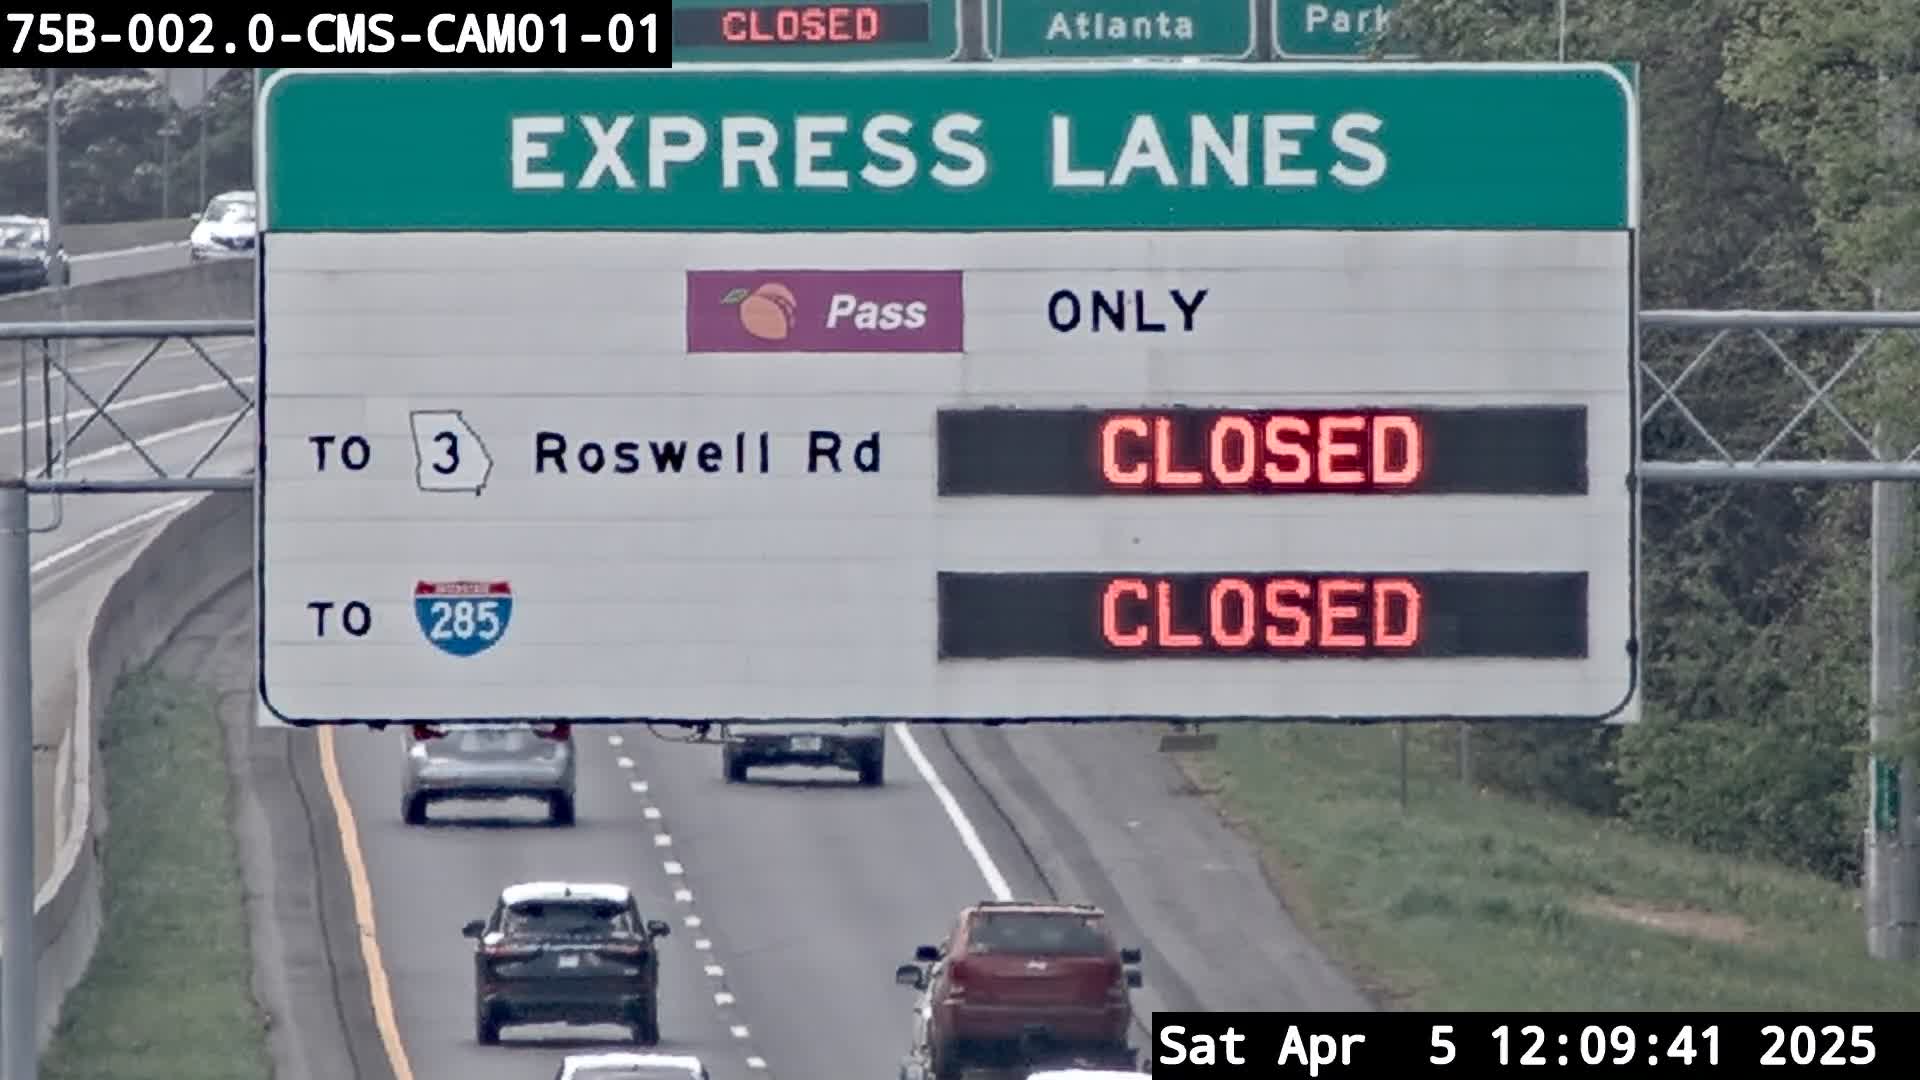 75B-002.0-CMS-CAM01-01
CLOSED
Atlanta
Park
EXPRESS LANES
Pass ONLY
TO 3 Roswell Rd CLOSED
TO 285 CLOSED
Sat Apr 5 12:09:41 2025